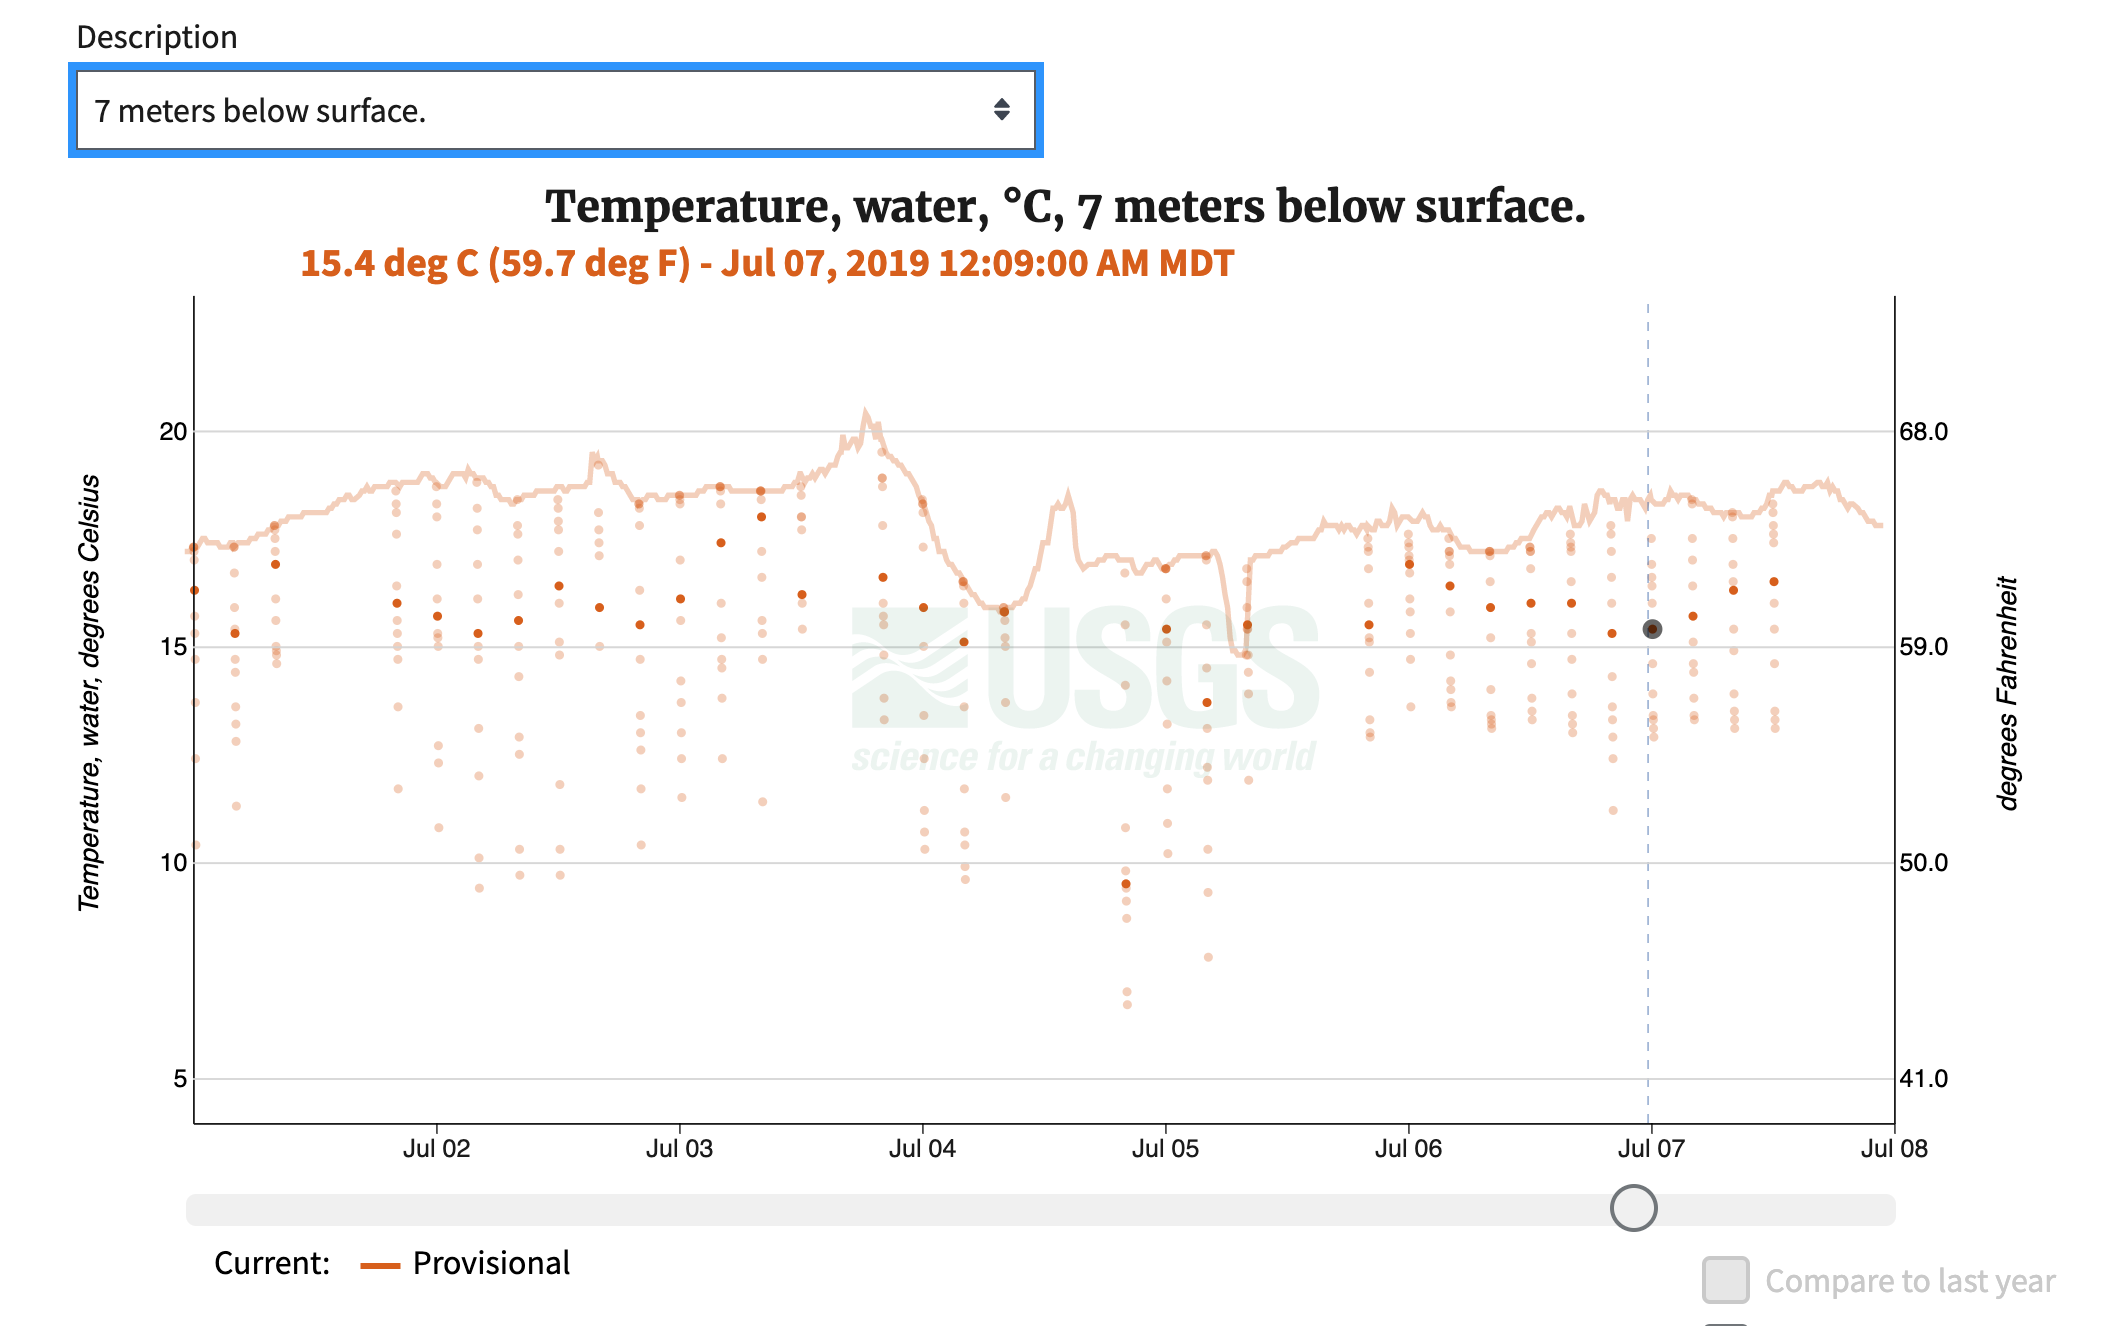 Description
7 meters below surface.
Temperature, water, °C, 7 meters below surface.
15.4 deg C (59.7 deg F) - Jul 07, 2019 12:09:00 AM MDT
Temperature, water, degrees Celsius
20
15
10
5
68.0
59.0
50.0
41.0
degrees Fahrenheit
USGS
science for a changing world
Jul 02 Jul 03 Jul 04 Jul 05 Jul 06 Jul 07 Jul 08
Current: Provisional
Compare to last year